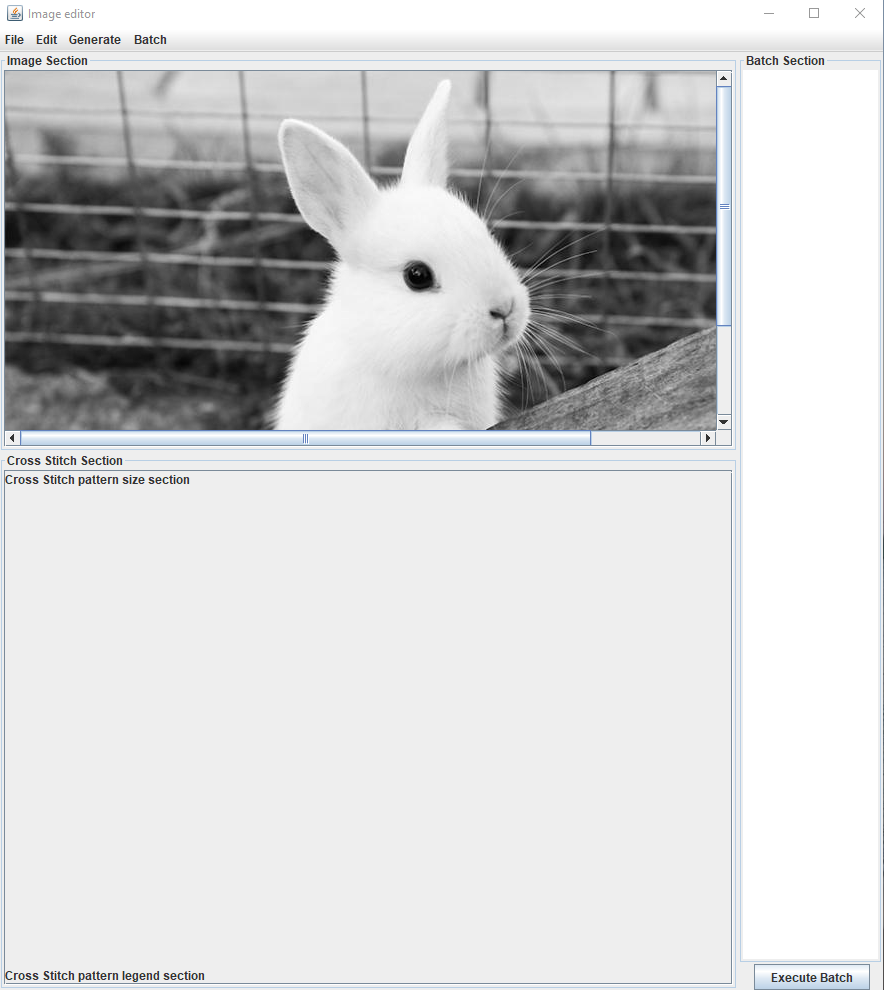 Image editor
File Edit Generate Batch
Image Section
Batch Section
Cross Stitch Section
Cross Stitch pattern size section
Cross Stitch pattern legend section
Execute Batch